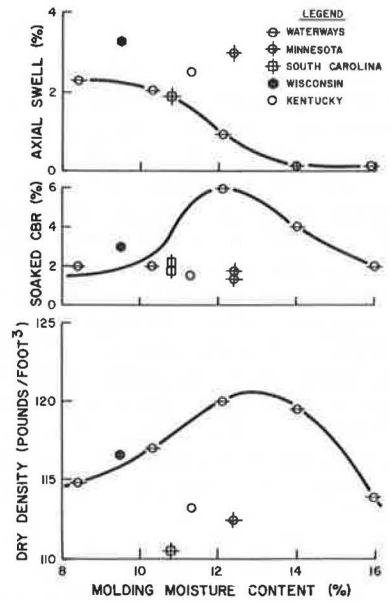 LEGEND
WATERWAYS
MINNESOTA
SOUTH CAROLINA
WISCONSIN
KENTUCKY
AXIAL SWELL (%)
4
2
0
SOAKED CBR (%)
6
4
2
0
DRY DENSITY (POUNDS/FOOT³)
125
120
115
110
8 10 12 14 16
MOLDING MOISTURE CONTENT (%)